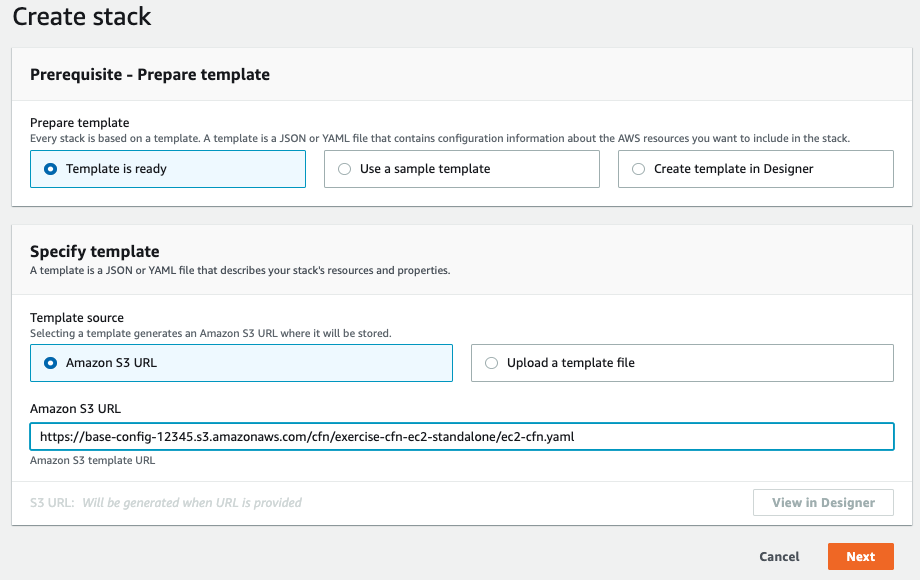 Create stack
Prerequisite - Prepare template
Prepare template
Every stack is based on a template. A template is a JSON or YAML file that contains configuration information about the AWS resources you want to include in the stack.
Template is ready
Use a sample template
Create template in Designer
Specify template
A template is a JSON or YAML file that describes your stack's resources and properties.
Template source
Selecting a template generates an Amazon S3 URL where it will be stored.
Amazon S3 URL
Upload a template file
Amazon S3 URL
https://base-config-12345.s3.amazonaws.com/cfn/exercise-cfn-ec2-standalone/ec2-cfn.yaml
Amazon S3 template URL
S3 URL: Will be generated when URL is provided
View in Designer
Cancel
Next